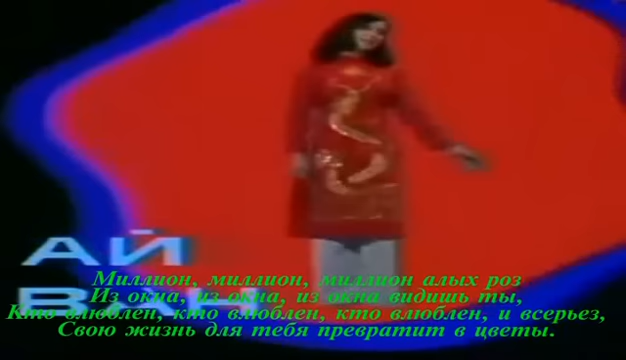 АЙ
Миллион, миллион, миллион алых роз
Из окна, из окна, из окна видишь ты,
Кто влюблен, кто влюблен, кто влюблен, и всерьез,
Свою жизнь для тебя превратит в цветы.